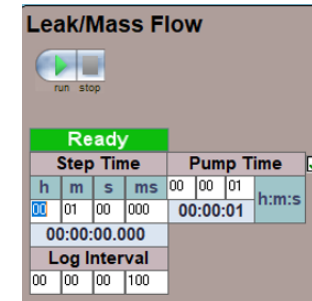 Leak/Mass Flow
run stop
Ready
Step Time Pump Time
h m s ms 00 00 01 h:m:s
00 01 00 000 00:00:01
00:00:00.000
Log Interval
00 00 00 100